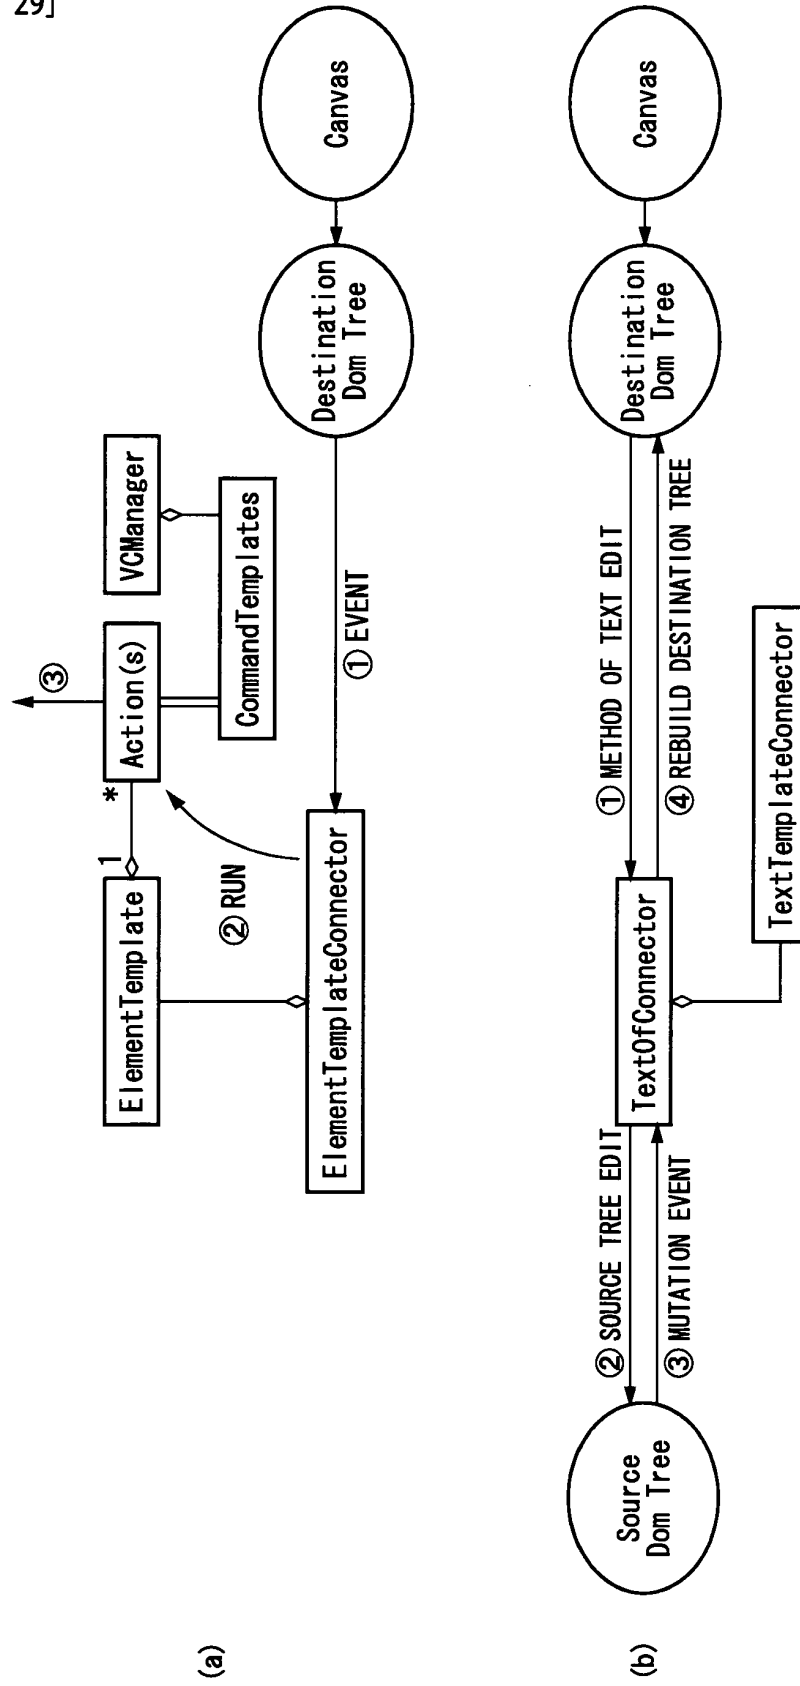 29]
(a)
ElementTemplate
1
*
Action(s)
③
VCManager
CommandTemplates
② RUN
ElementTemplateConnector
① EVENT
Destination
Dom Tree
Canvas
(b)
Source
Dom Tree
② SOURCE TREE EDIT
③ MUTATION EVENT
TextOfConnector
TextTemplateConnector
① METHOD OF TEXT EDIT
④ REBUILD DESTINATION TREE
Destination
Dom Tree
Canvas